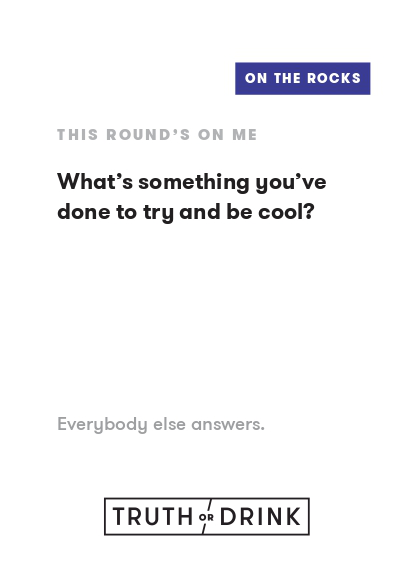 ON THE ROCKS
THIS ROUND’S ON ME
What’s something you’ve
done to try and be cool?
Everybody else answers.
TRUTH OR DRINK